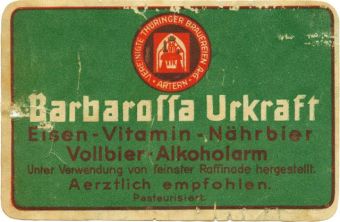 VEREINIGTE THÜRINGER BRAUEREIEN A.G.
· ARTERN ·
Barbaroſſa Urkraft
Eisen-Vitamin-Nährbier
Vollbier-Alkoholarm
Unter Verwendung von feinster Raffinade hergestellt.
Aerztlich empfohlen.
Pasteurisiert.